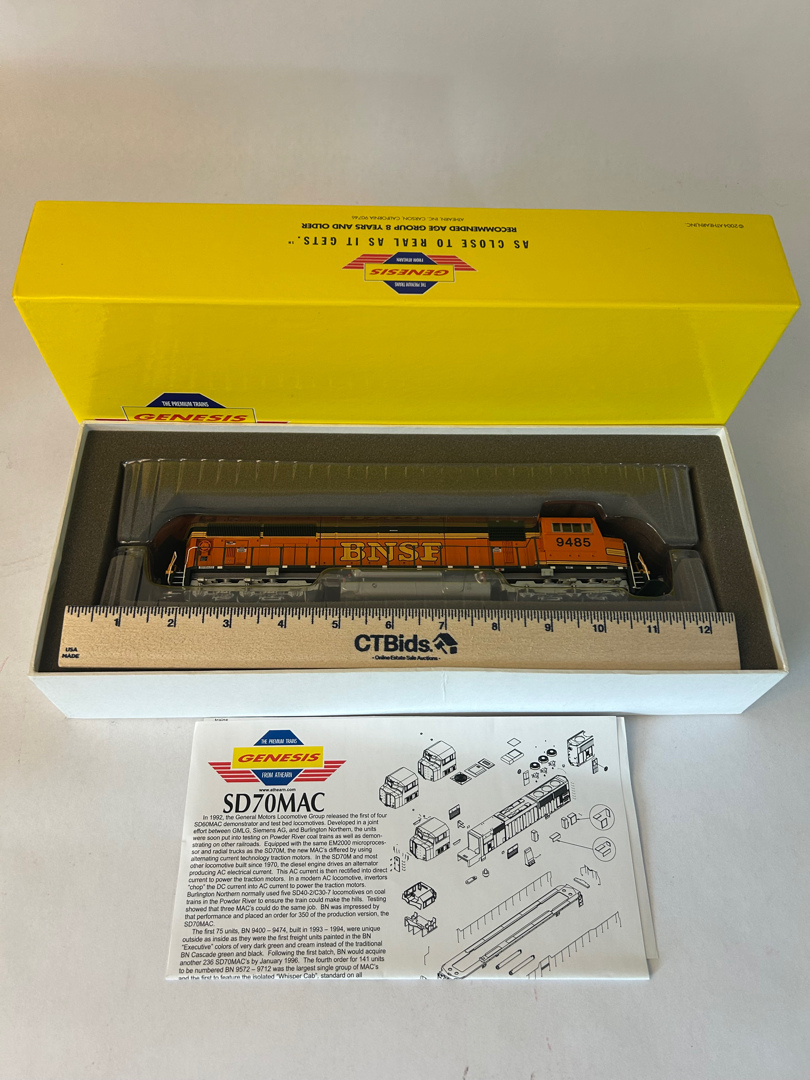 © 2004 ATHEARN, INC.
ATHEARN, INC. CARSON, CALIFORNIA 90746
RECOMMENDED AGE GROUP 8 YEARS AND OLDER
AS CLOSE TO REAL AS IT GETS.™
FROM ATHEARN
GENESIS
THE PREMIUM TRAINS
THE PREMIUM TRAINS
GENESIS
BNSF
9485
1 2 3 4 5 6 7 8 9 10 11 12
USA
MADE
CTBids.
- Online Estate Sale Auctions -
THE PREMIUM TRAINS
GENESIS
FROM ATHEARN
www.athearn.com
SD70MAC
In 1992, the General Motors Locomotive Group released the first of four
SD60MAC demonstrator and test bed locomotives. Developed in a joint
effort between GMLG, Siemens AG, and Burlington Northern, the units
were soon put into testing on Powder River coal trains as well as demon-
strating on other railroads. Equipped with the same EM2000 microproces-
sor and radial trucks as the SD70M, the new MAC's differed by using
alternating current technology traction motors. In the SD70M and most
other locomotive built since 1970, the diesel engine drives an alternator
producing AC electrical current. This AC current is then rectified into direct
current to power the traction motors. In a modern AC locomotive, invertors
"chop" the DC current into AC current to power the traction motors.
Burlington Northern normally used five SD40-2/C30-7 locomotives on coal
trains in the Powder River to ensure the train could make the hills. Testing
showed that three MAC's could do the same job. BN was impressed by
that performance and placed an order for 350 of the production version, the
SD70MAC.
The first 75 units, BN 9400 – 9474, built in 1993 – 1994, were unique
outside as inside as they were the first freight units painted in the BN
"Executive" colors of very dark green and cream instead of the traditional
BN Cascade green and black. Following the first batch, BN would acquire
another 236 SD70MAC's by January 1996. The fourth order for 141 units
to be numbered BN 9572 – 9712 was the largest single group of MAC's
and the first to feature the isolated "Whisper Cab", standard on all